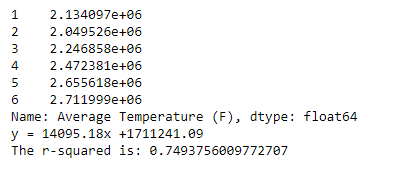 1    2.134097e+06
2    2.049526e+06
3    2.246858e+06
4    2.472381e+06
5    2.655618e+06
6    2.711999e+06
Name: Average Temperature (F), dtype: float64
y = 14095.18x +1711241.09
The r-squared is: 0.7493756009772707